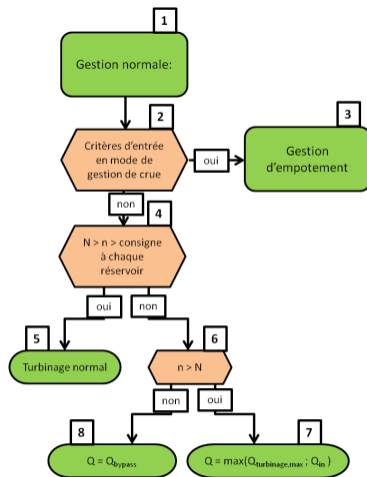 1
Gestion normale:
2
Critères d'entrée
en mode de
gestion de crue
oui
3
Gestion
d'empotement
non
4
N > n > consigne
à chaque
réservoir
oui
non
5
Turbinage normal
6
n > N
non
oui
8
Q = Qbypass
7
Q = max(Qturbinage,max ; Qin )